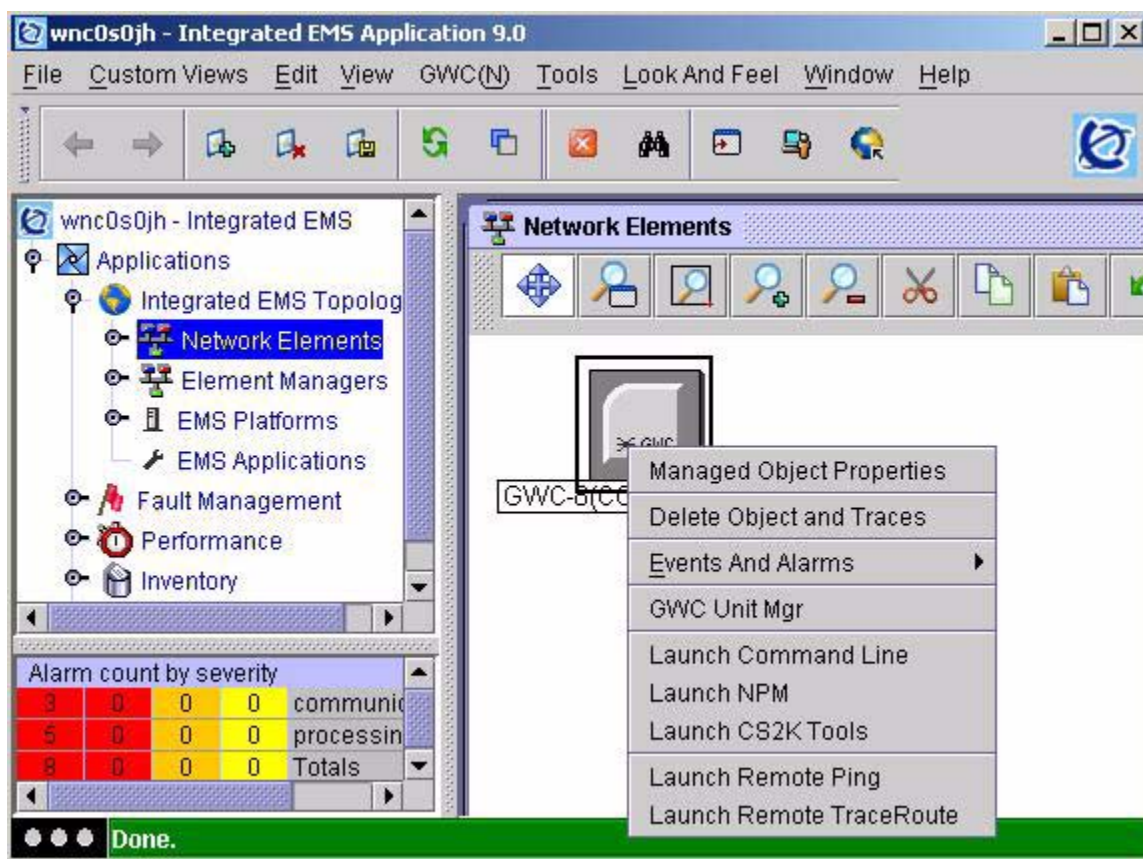 wnc0s0jh - Integrated EMS Application 9.0
File Custom Views Edit View GWC(N) Tools Look And Feel Window Help
wnc0s0jh - Integrated EMS
Applications
Integrated EMS Topolog
Network Elements
Element Managers
EMS Platforms
EMS Applications
Fault Management
Performance
Inventory
Alarm count by severity
3 0 0 0 communic
5 0 0 0 processin
8 0 0 0 Totals
Done.
Network Elements
GWC
Managed Object Properties
Delete Object and Traces
Events And Alarms
GWC Unit Mgr
Launch Command Line
Launch NPM
Launch CS2K Tools
Launch Remote Ping
Launch Remote TraceRoute